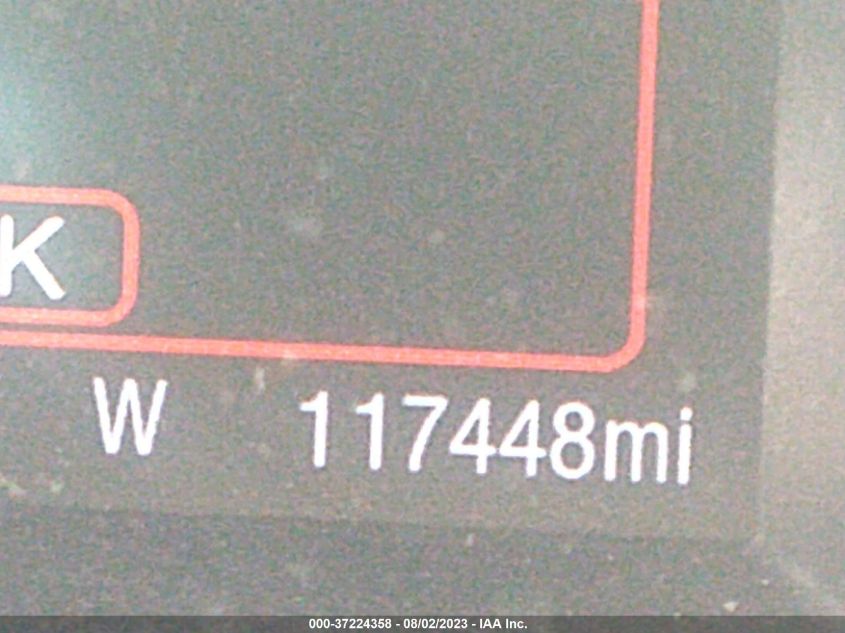 K
W 117448mi
000-37224358 - 08/02/2023 - IAA Inc.